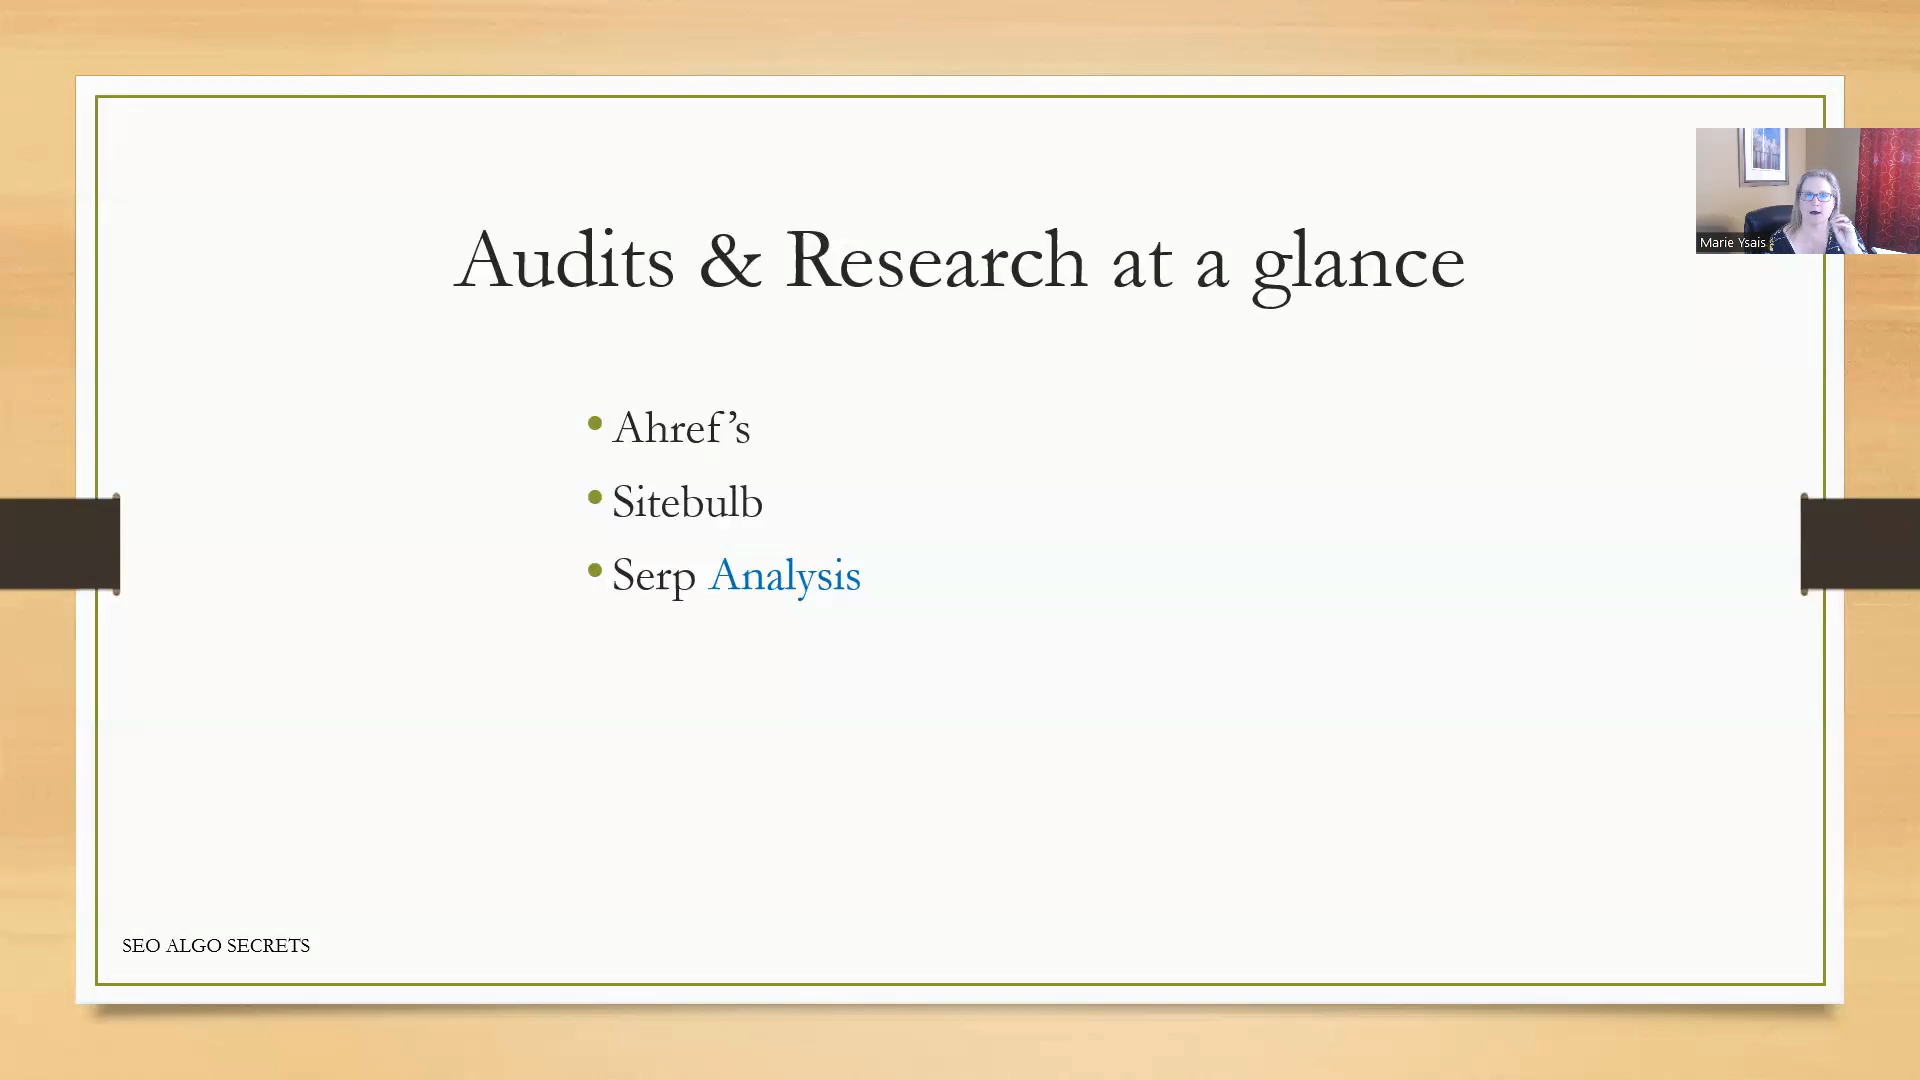 Audits & Research at a glance
Marie Ysais
• Ahref’s
• Sitebulb
• Serp Analysis
SEO ALGO SECRETS